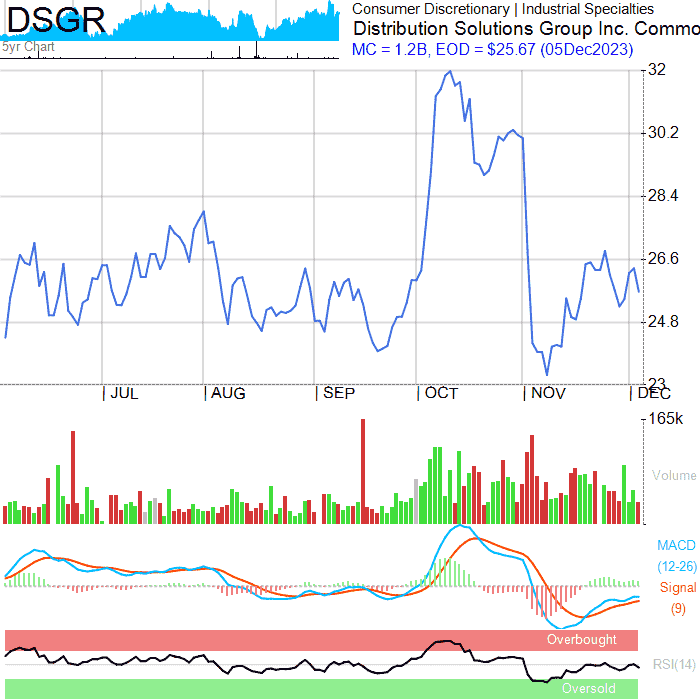 DSGR
5yr Chart
Consumer Discretionary | Industrial Specialties
Distribution Solutions Group Inc. Commo
MC = 1.2B, EOD = $25.67 (05Dec2023)
32
30.2
28.4
26.6
24.8
23
| JUL | AUG | SEP | OCT | NOV | DEC
165k
Volume
MACD
(12-26)
Signal
(9)
Overbought
RSI(14)
Oversold